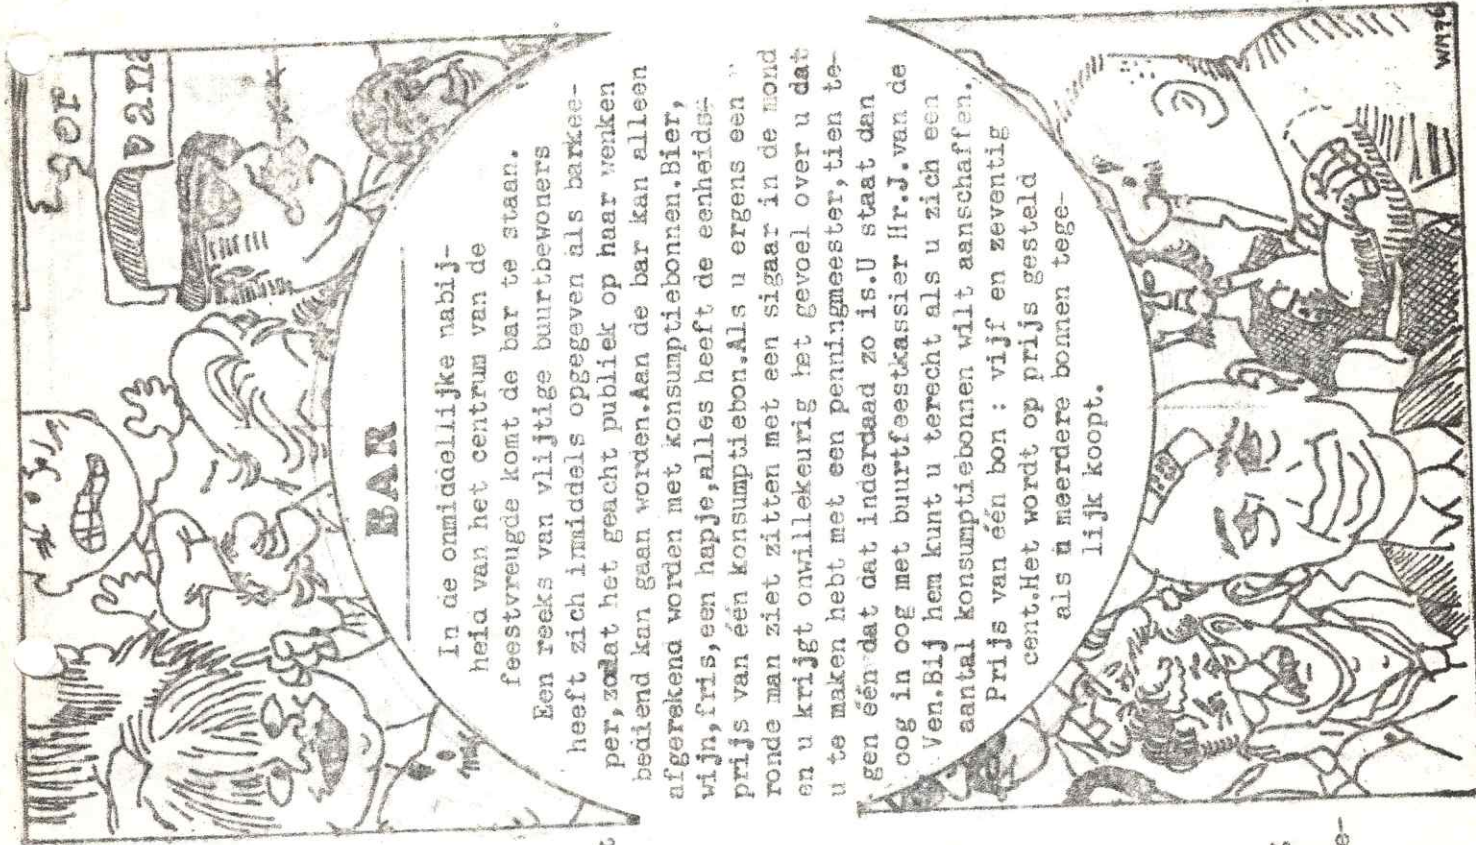 Egor
vana
BAR
In de onmiddellijke nabij-
heid van het centrum van de
feestvreugde komt de bar te staan.
Een reeks van vlijtige buurtbewoners
heeft zich inmiddels opgegeven als barkee-
per, zodat het geacht publiek op haar wenken
bediend kan gaan worden.Aan de bar kan alleen
afgerekend worden met konsumptiebonnen.Bier,
wijn,fris,een hapje,alles heeft de eenheids-
prijs van één konsumptiebon.Als u ergens een
ronde man ziet zitten met een sigaar in de mond
en u krijgt onwillekeurig het gevoel over u dat
u te maken hebt met een penningmeester,tien te-
gen één dat dat inderdaad zo is.U staat dan
oog in oog met buurtfeestkassier Hr.J.van de
Ven.Bij hem kunt u terecht als u zich een
aantal konsumptiebonnen wilt aanschaffen.
Prijs van één bon : vijf en zeventig
cent.Het wordt op prijs gesteld
als u meerdere bonnen tege-
lijk koopt.